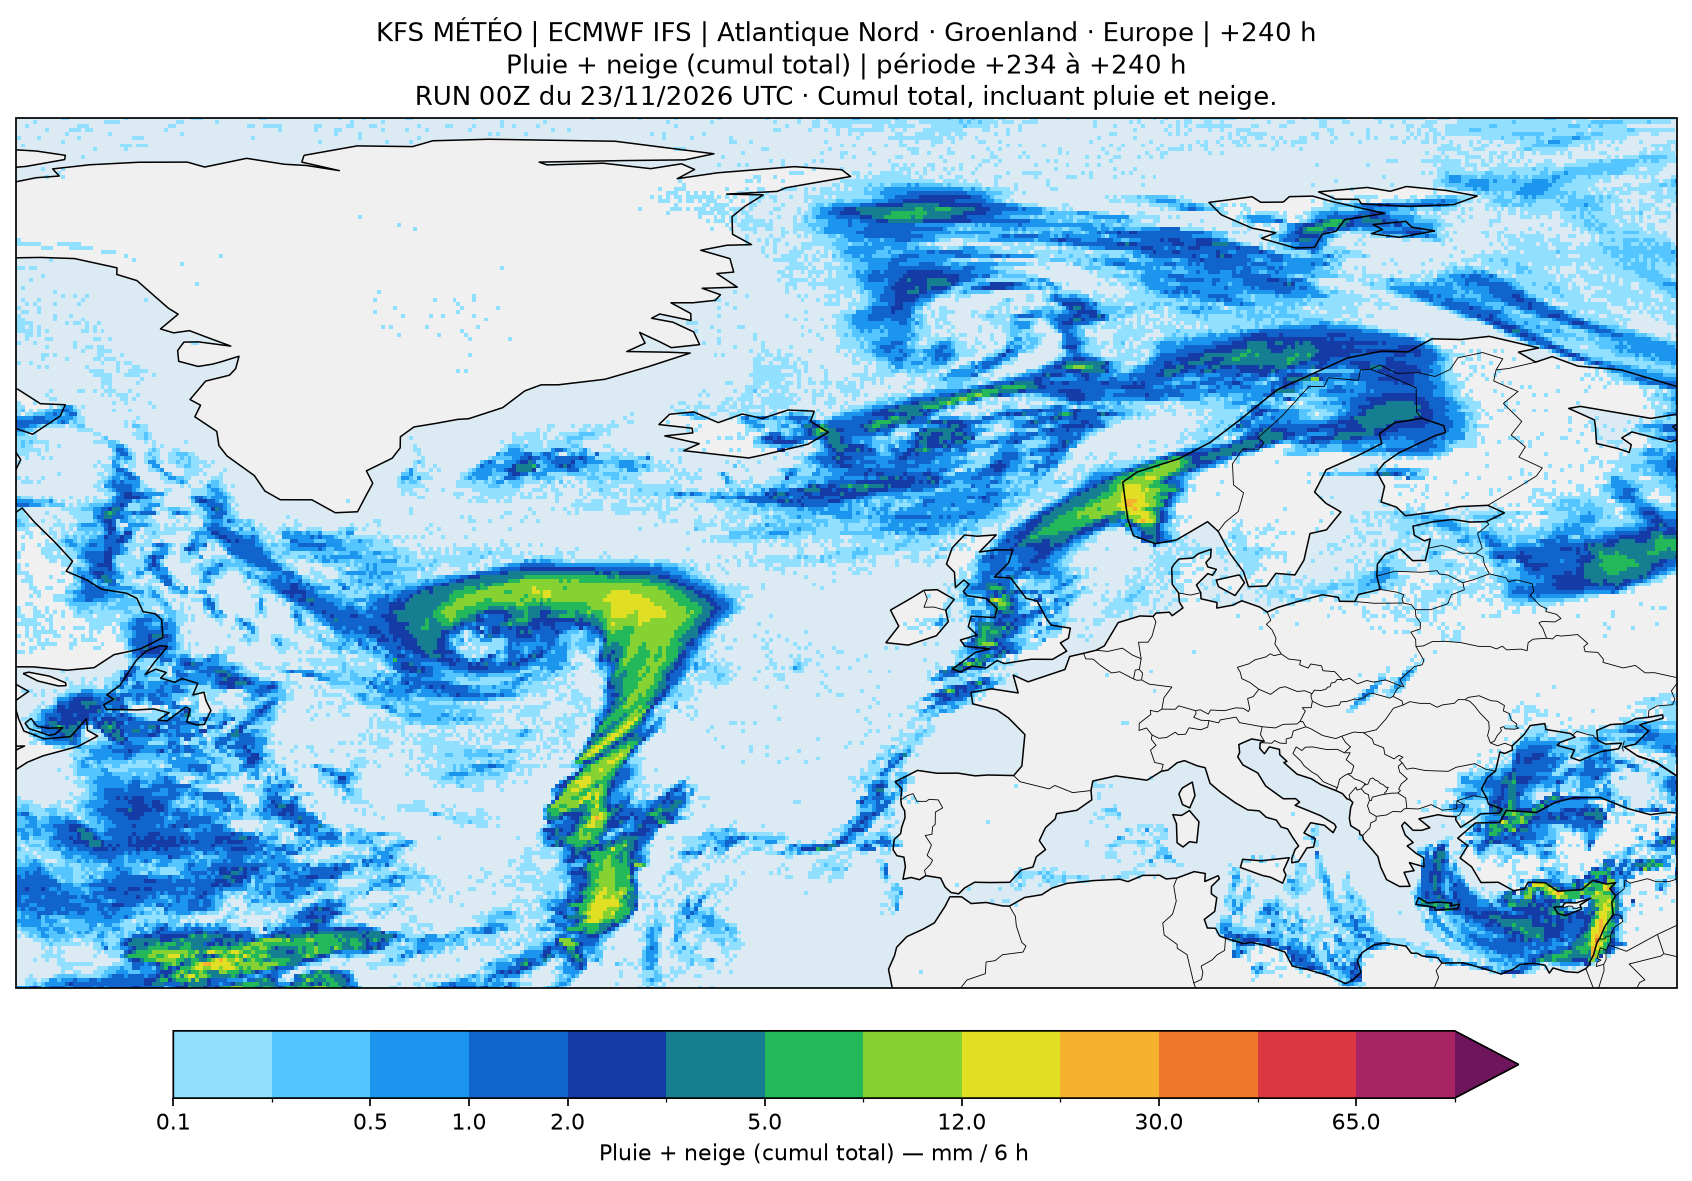 KFS MÉTÉO | ECMWF IFS | Atlantique Nord · Groenland · Europe | +240 h
Pluie + neige (cumul total) | période +234 à +240 h
RUN 00Z du 23/11/2026 UTC · Cumul total, incluant pluie et neige.
0.1 0.5 1.0 2.0 5.0 12.0 30.0 65.0
Pluie + neige (cumul total) — mm / 6 h